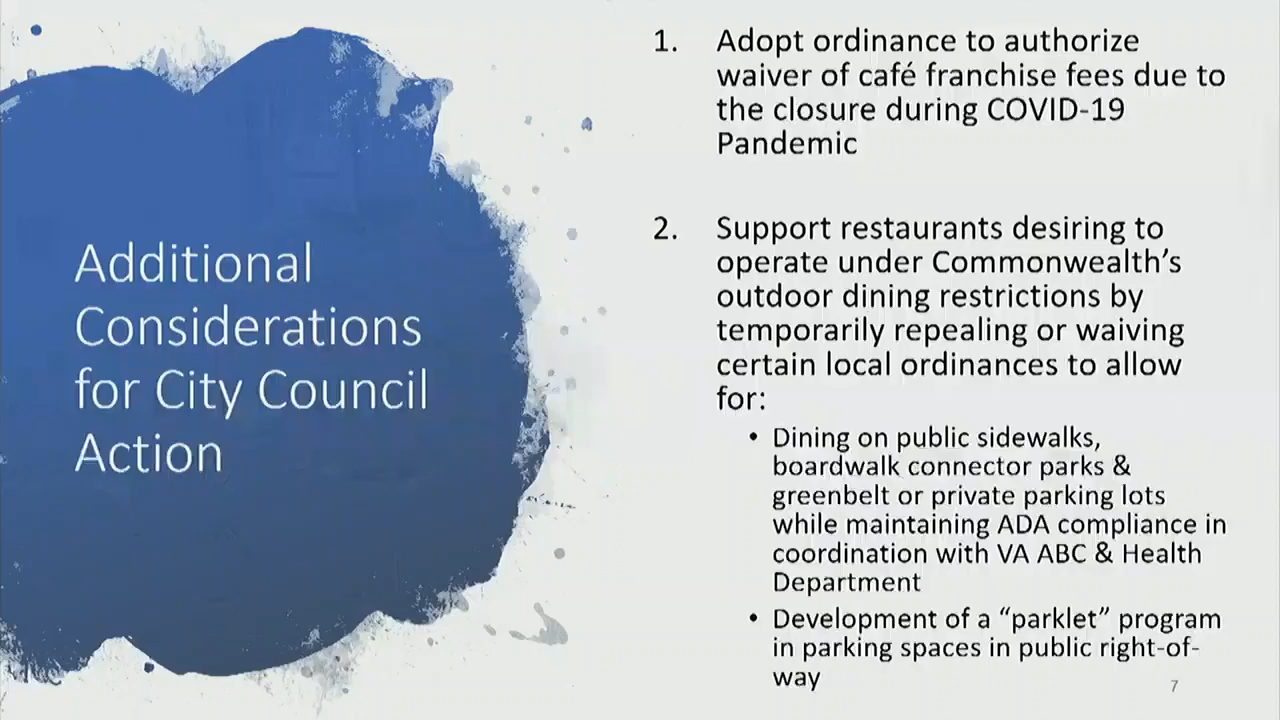 Additional
Considerations
for City Council
Action
1. Adopt ordinance to authorize
waiver of café franchise fees due to
the closure during COVID-19
Pandemic
2. Support restaurants desiring to
operate under Commonwealth’s
outdoor dining restrictions by
temporarily repealing or waiving
certain local ordinances to allow
for:
• Dining on public sidewalks,
boardwalk connector parks &
greenbelt or private parking lots
while maintaining ADA compliance in
coordination with VA ABC & Health
Department
• Development of a “parklet” program
in parking spaces in public right-of-
way
7